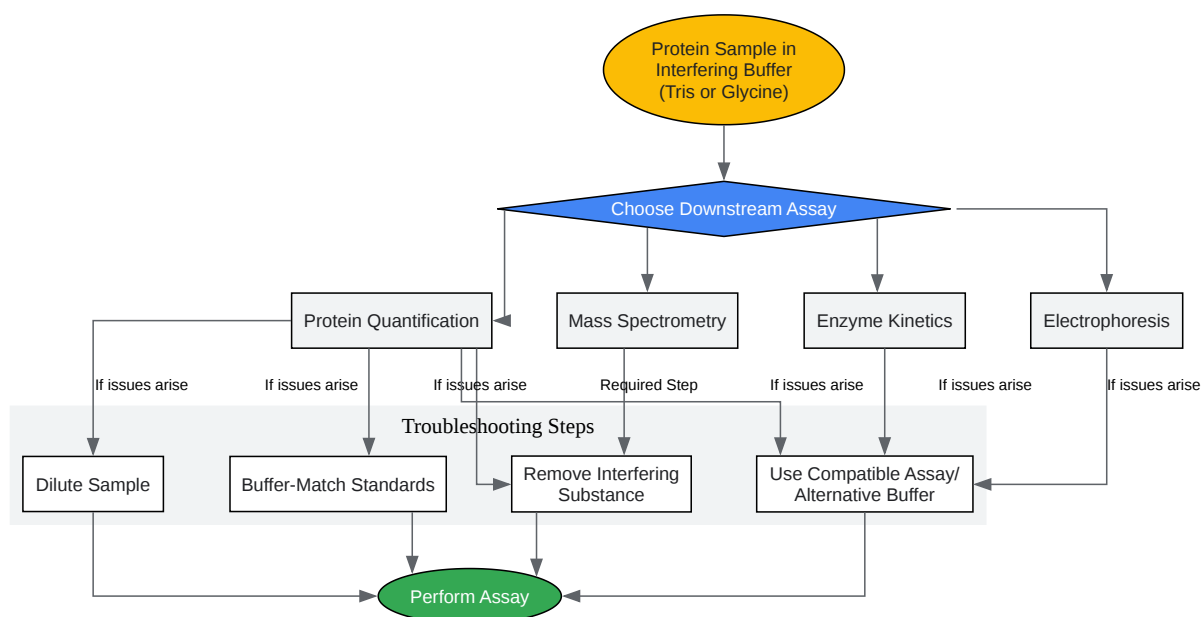 Protein Sample in
Interfering Buffer
(Tris or Glycine)
Choose Downstream Assay
Protein Quantification
Mass Spectrometry
Enzyme Kinetics
Electrophoresis
If issues arise
If issues arise
If issues arise
Required Step
If issues arise
If issues arise
If issues arise
Troubleshooting Steps
Dilute Sample
Buffer-Match Standards
Remove Interfering
Substance
Use Compatible Assay/
Alternative Buffer
Perform Assay